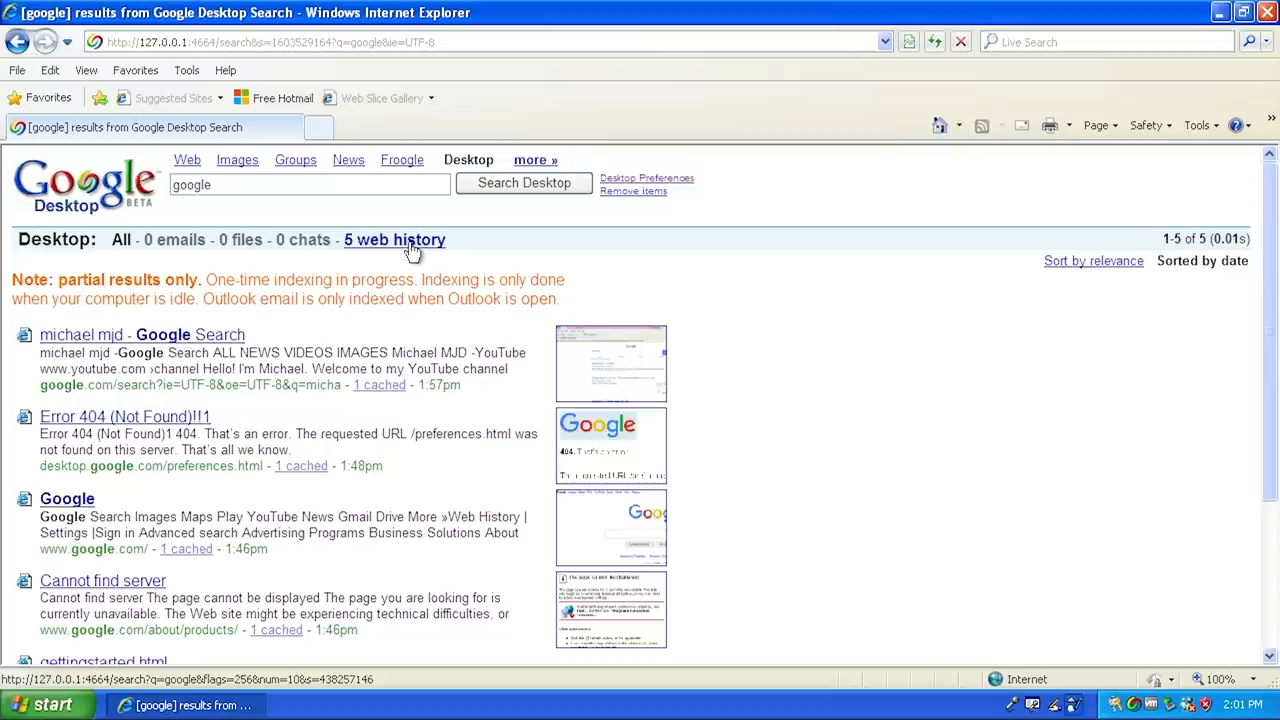 [google] results from Google Desktop Search - Windows Internet Explorer
http://127.0.0.1:4664/search&s=1603529164?q=google&ie=UTF-8
Live Search
File Edit View Favorites Tools Help
Favorites Suggested Sites Free Hotmail Web Slice Gallery
[google] results from Google Desktop Search
Page Safety Tools »
Web Images Groups News Froogle Desktop more »
Google
Desktop BETA
google
Search Desktop
Desktop Preferences
Remove items
Desktop: All - 0 emails - 0 files - 0 chats - 5 web history
1-5 of 5 (0.01s)
Sort by relevance Sorted by date
Note: partial results only. One-time indexing in progress. Indexing is only done
when your computer is idle. Outlook email is only indexed when Outlook is open.
michael mjd - Google Search
michael mjd -Google Search ALL NEWS VIDEOS IMAGES Michael MJD -YouTube
www.youtube.com›channel Hello! I'm Michael. Welcome to my YouTube channel
1:57pm
Error 404 (Not Found)!!1
Error 404 (Not Found)1 404. That's an error. The requested URL /preferences.html was
not found on this server. That's all we know.
desktop.google.com/preferences.html - 1 cached - 1:48pm
Google
404. That's an error.
Google
Google Search Images Maps Play YouTube News Gmail Drive More »Web History |
Settings |Sign in Advanced search Advertising Programs Business Solutions About
www.google.com/ - 1 cached - 1:46pm
Cannot find server
Cannot find server The page cannot be displayed The page you are looking for is
currently unavailable. The Web site might be experiencing technical difficulties, or
www.google.com/about/products/ - 1 cached - 1:46pm
gettingstarted.html
http://127.0.0.1:4664/search?q=google&flags=256&num=10&s=438257146
Internet
100%
start
[google] results from ...
2:01 PM